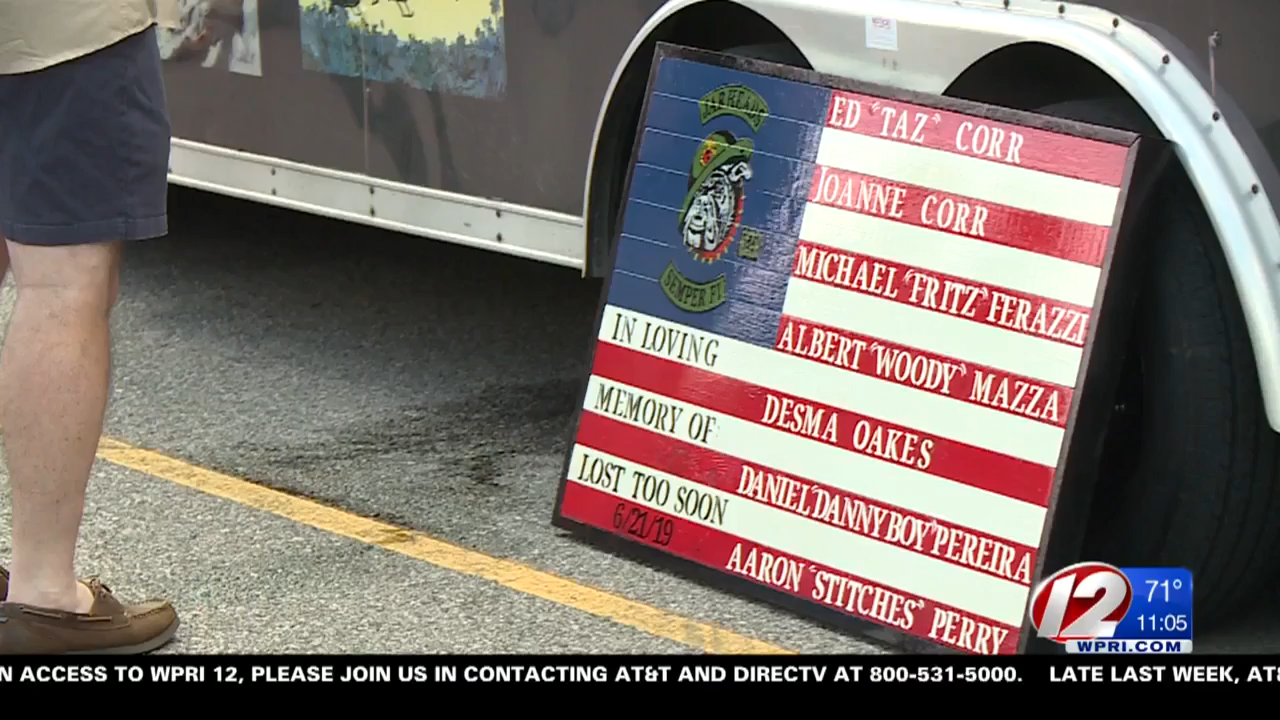 JARHEADS
SEMPER FI
ED "TAZ" CORR
JOANNE CORR
MICHAEL "FRITZ" FERAZZI
ALBERT "WOODY" MAZZA
IN LOVING
DESMA OAKES
MEMORY OF
DANIEL "DANNY BOY" PEREIRA
LOST TOO SOON
6/21/19
AARON "STITCHES" PERRY
12
71°
11:05
WPRI.COM
N ACCESS TO WPRI 12, PLEASE JOIN US IN CONTACTING AT&T AND DIRECTV AT 800-531-5000. LATE LAST WEEK, AT&